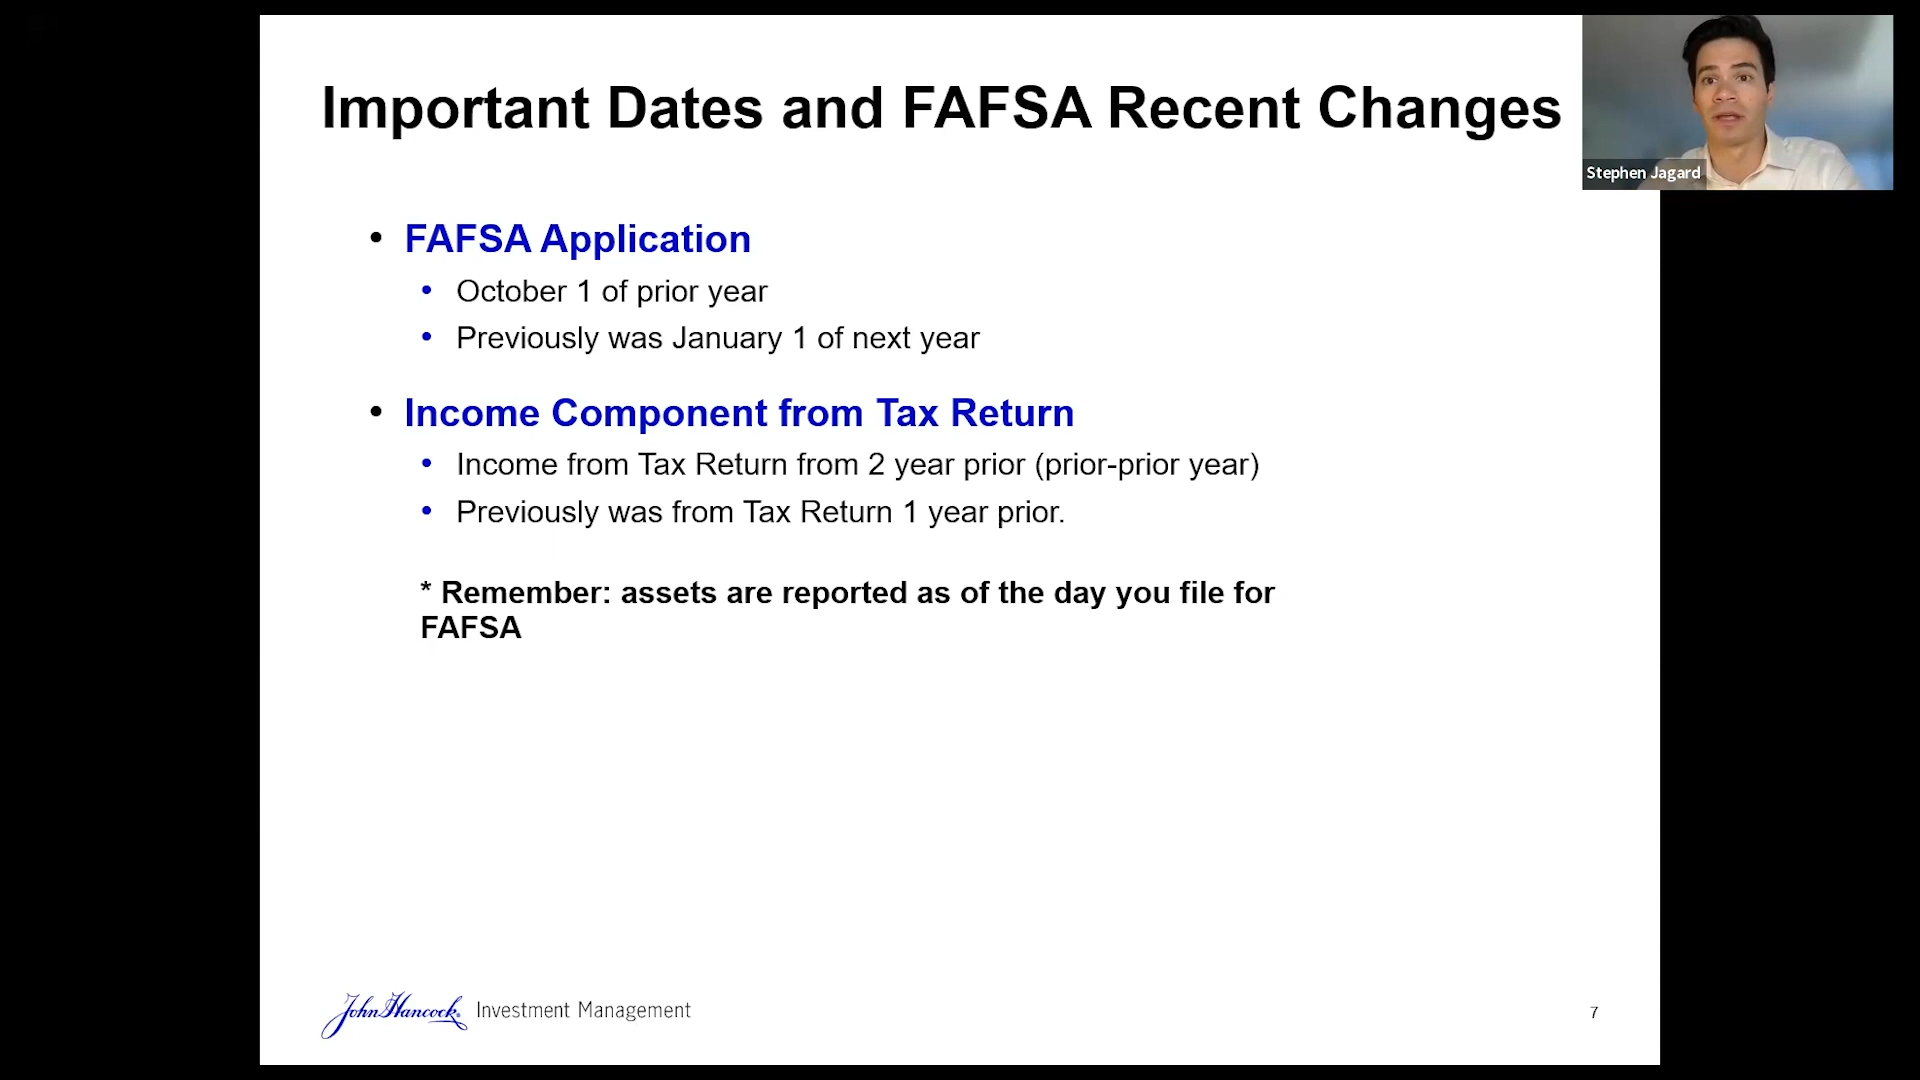 Important Dates and FAFSA Recent Changes
Stephen Jagard
• FAFSA Application
• October 1 of prior year
• Previously was January 1 of next year
• Income Component from Tax Return
• Income from Tax Return from 2 year prior (prior-prior year)
• Previously was from Tax Return 1 year prior.
* Remember: assets are reported as of the day you file for
FAFSA
John Hancock. Investment Management
7